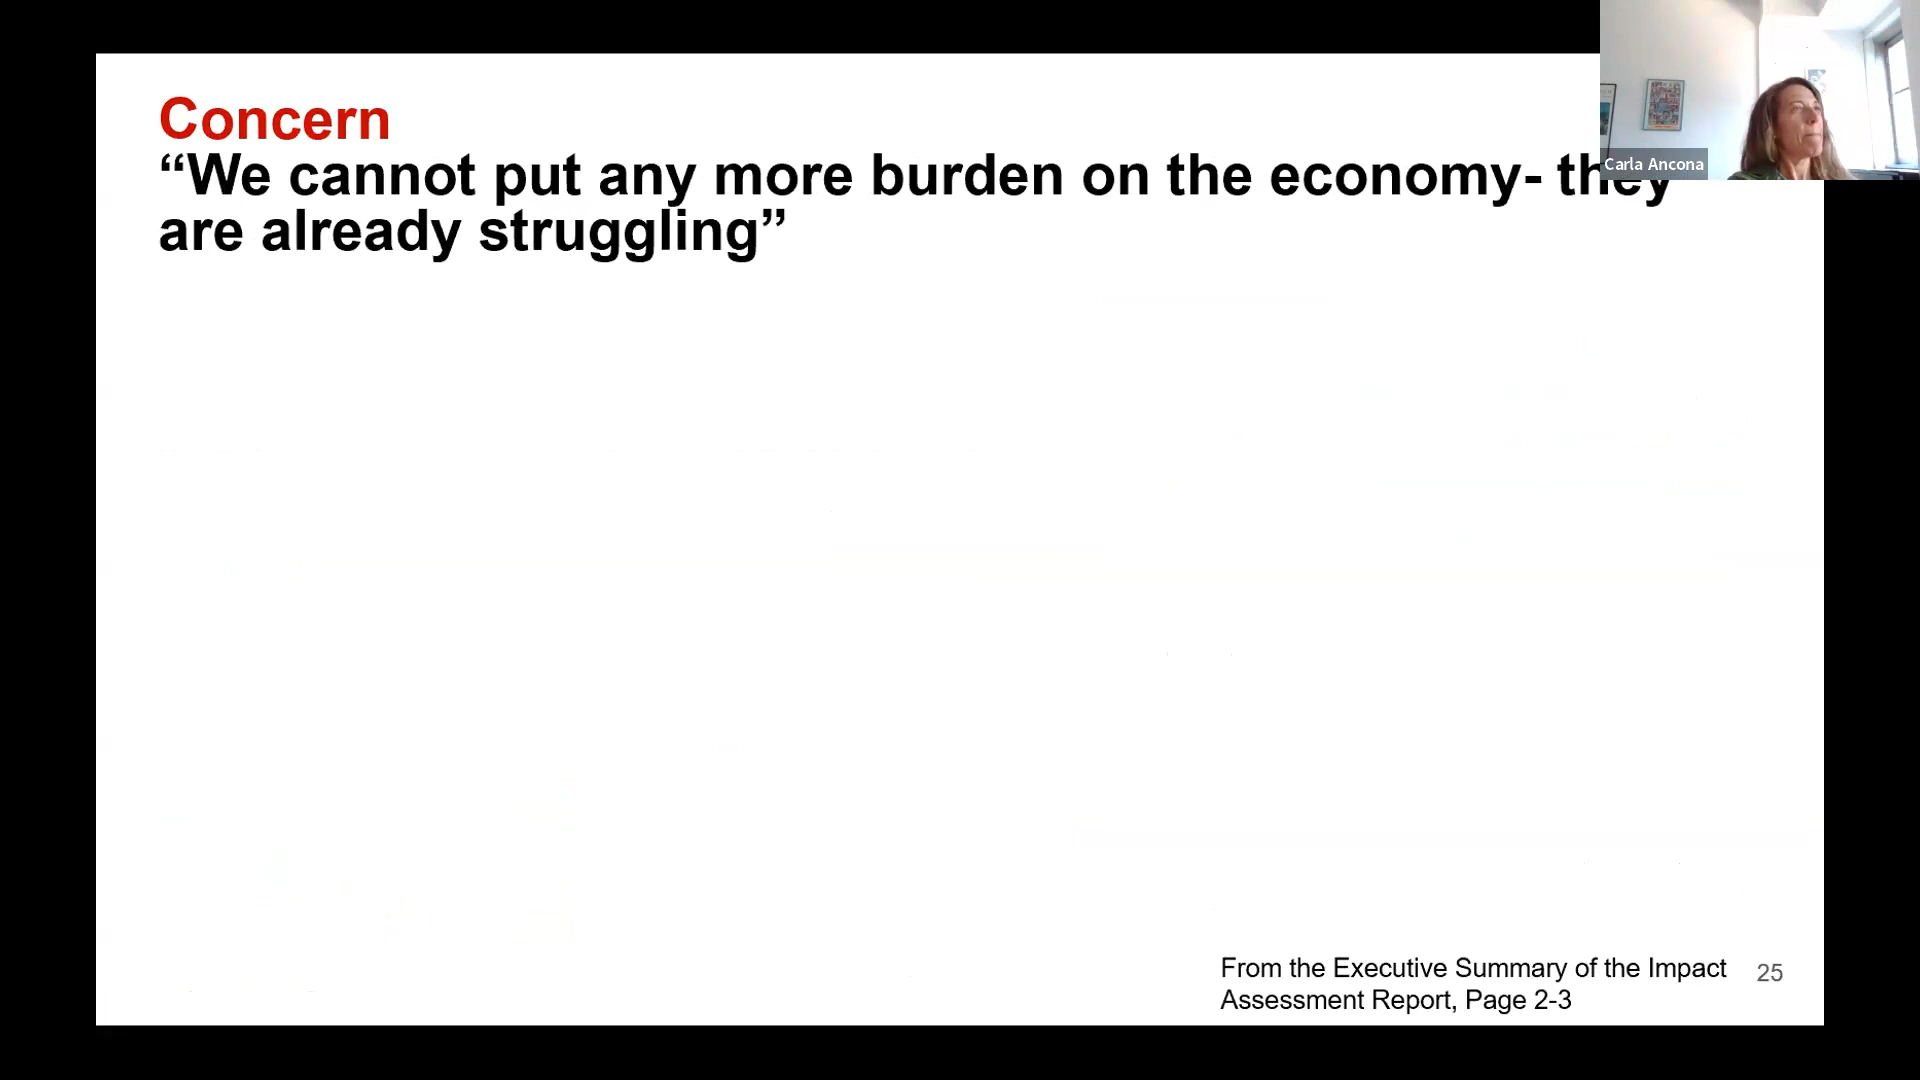 Concern
“We cannot put any more burden on the economy- they
are already struggling”
Carla Ancona
From the Executive Summary of the Impact
Assessment Report, Page 2-3
25